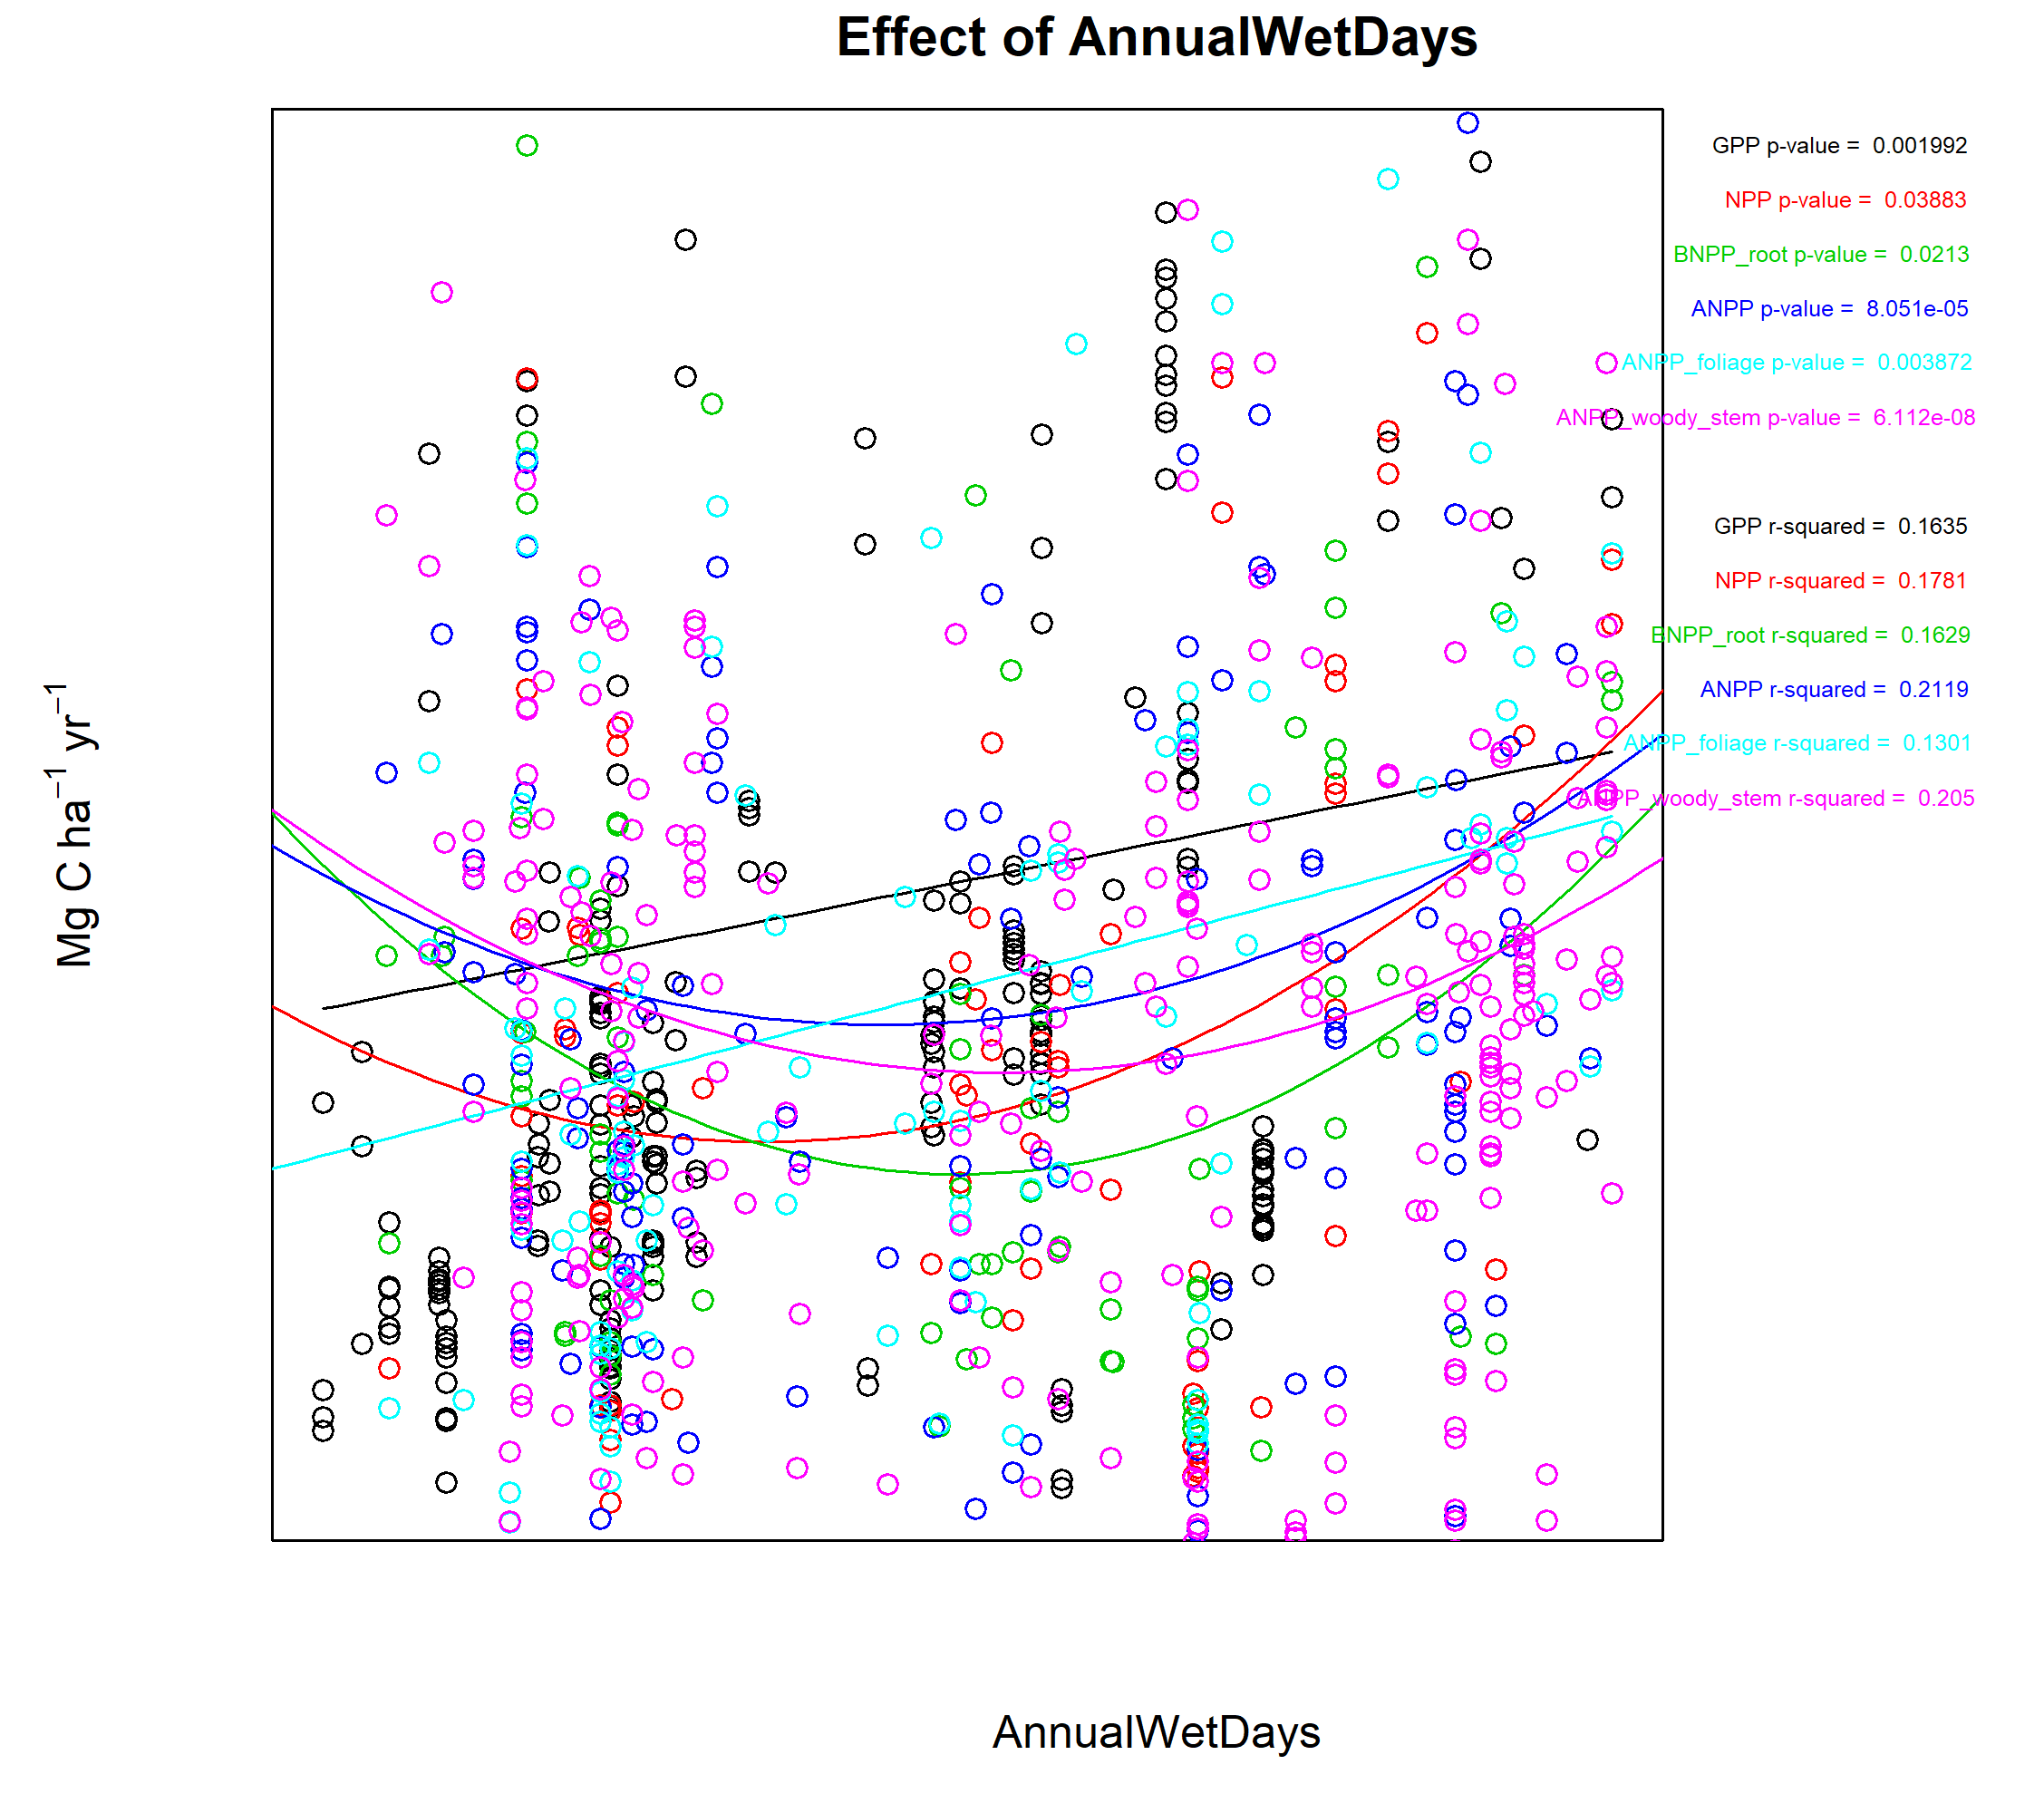 Effect of AnnualWetDays
GPP p-value = 0.001992
NPP p-value = 0.03883
BNPP_root p-value = 0.0213
ANPP p-value = 8.051e-05
ANPP_foliage p-value = 0.003872
ANPP_woody_stem p-value = 6.112e-08
GPP r-squared = 0.1635
NPP r-squared = 0.1781
BNPP_root r-squared = 0.1629
ANPP r-squared = 0.2119
ANPP_foliage r-squared = 0.1301
ANPP_woody_stem r-squared = 0.205
Mg C ha⁻¹ yr⁻¹
AnnualWetDays